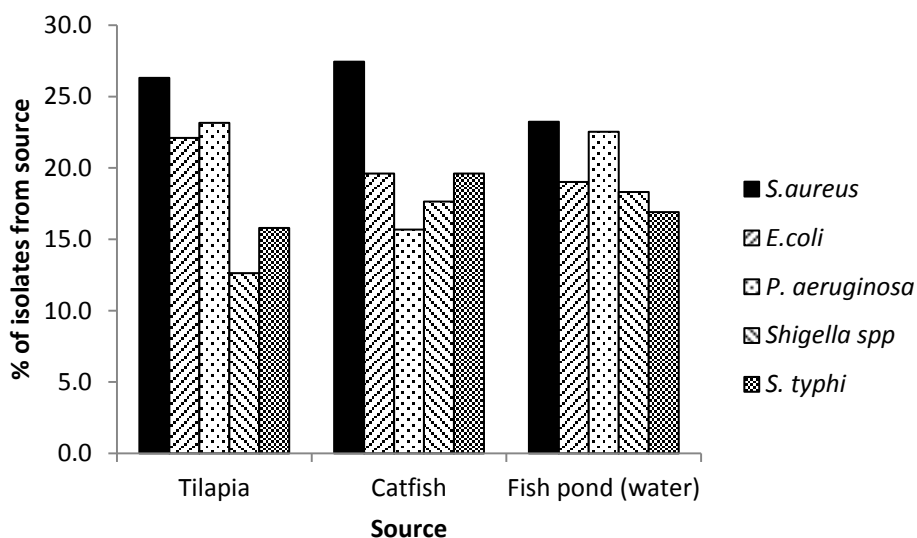 30.0
25.0
20.0
15.0
10.0
5.0
0.0
% of isolates from source
Tilapia
Catfish
Fish pond (water)
Source
S.aureus
E.coli
P. aeruginosa
Shigella spp
S. typhi